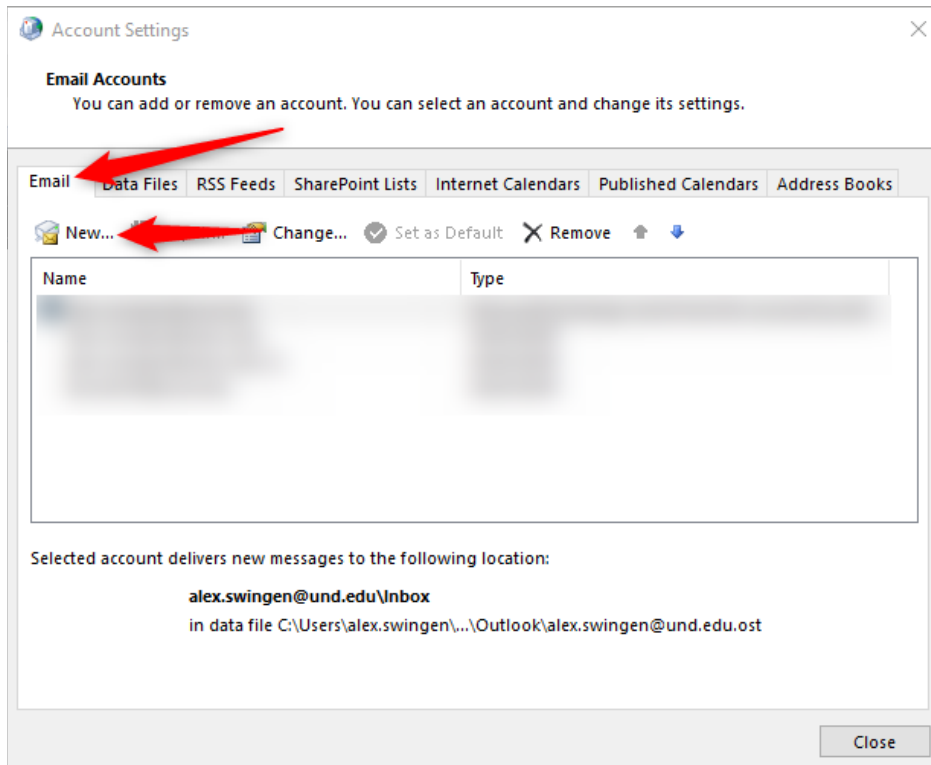 Account Settings
Email Accounts
You can add or remove an account. You can select an account and change its settings.
Email Data Files RSS Feeds SharePoint Lists Internet Calendars Published Calendars Address Books
New... Change... Set as Default Remove
Name Type
Selected account delivers new messages to the following location:
alex.swingen@und.edu\Inbox
in data file C:\Users\alex.swingen\...\Outlook\alex.swingen@und.edu.ost
Close